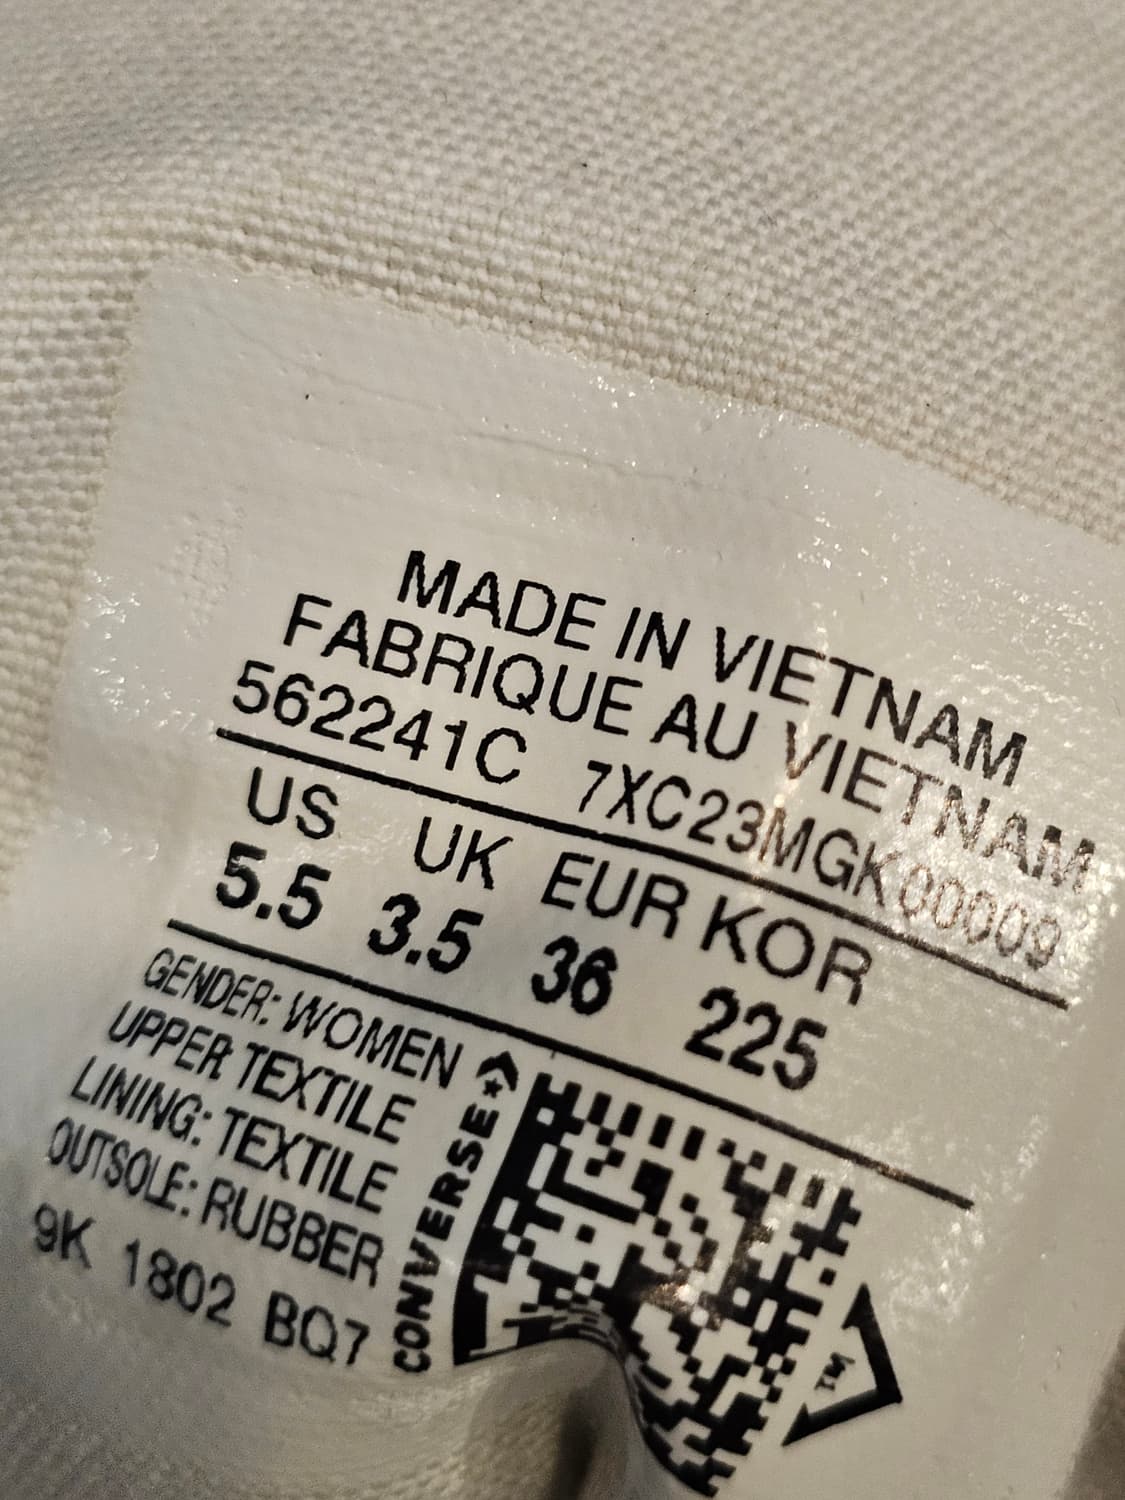 MADE IN VIETNAM
FABRIQUE AU VIETNAM
562241C 7XC23MGK00009
US UK EUR KOR
5.5 3.5 36 225
GENDER: WOMEN
UPPER TEXTILE
LINING: TEXTILE
OUTSOLE: RUBBER
9K 1802 BQ7
CONVERSE
TM